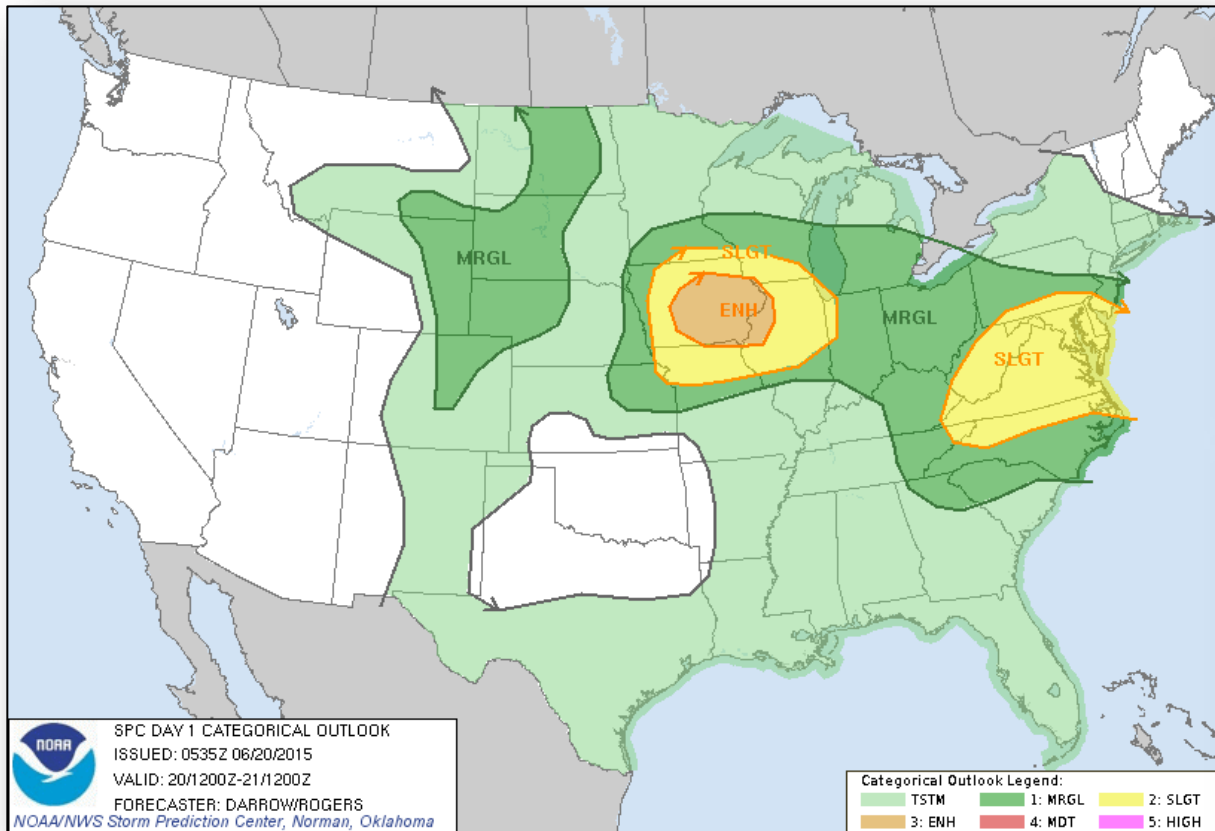 MRGL
SLGT
ENH
MRGL
SLGT
NOAA
SPC DAY 1 CATEGORICAL OUTLOOK
ISSUED: 0535Z 06/20/2015
VALID: 20/1200Z-21/1200Z
FORECASTER: DARROW/ROGERS
NOAA/NWS Storm Prediction Center, Norman, Oklahoma
Categorical Outlook Legend:
TSTM 1: MRGL 2: SLGT
3: ENH 4: MDT 5: HIGH